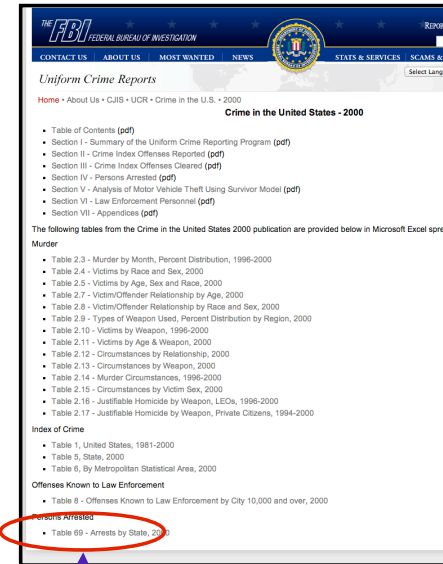 THE FBI FEDERAL BUREAU OF INVESTIGATION
REPOR
CONTACT US ABOUT US MOST WANTED NEWS STATS & SERVICES SCAMS &
Uniform Crime Reports
Select Lang
Home • About Us • CJIS • UCR • Crime in the U.S. • 2000
Crime in the United States - 2000
Table of Contents (pdf)
Section I - Summary of the Uniform Crime Reporting Program (pdf)
Section II - Crime Index Offenses Reported (pdf)
Section III - Crime Index Offenses Cleared (pdf)
Section IV - Persons Arrested (pdf)
Section V - Analysis of Motor Vehicle Theft Using Survivor Model (pdf)
Section VI - Law Enforcement Personnel (pdf)
Section VII - Appendices (pdf)
The following tables from the Crime in the United States 2000 publication are provided below in Microsoft Excel spre
Murder
Table 2.3 - Murder by Month, Percent Distribution, 1996-2000
Table 2.4 - Victims by Race and Sex, 2000
Table 2.5 - Victims by Age, Sex and Race, 2000
Table 2.7 - Victim/Offender Relationship by Age, 2000
Table 2.8 - Victim/Offender Relationship by Race and Sex, 2000
Table 2.9 - Types of Weapon Used, Percent Distribution by Region, 2000
Table 2.10 - Victims by Weapon, 1996-2000
Table 2.11 - Victims by Age & Weapon, 2000
Table 2.12 - Circumstances by Relationship, 2000
Table 2.13 - Circumstances by Weapon, 2000
Table 2.14 - Murder Circumstances, 1996-2000
Table 2.15 - Circumstances by Victim Sex, 2000
Table 2.16 - Justifiable Homicide by Weapon, LEOs, 1996-2000
Table 2.17 - Justifiable Homicide by Weapon, Private Citizens, 1994-2000
Index of Crime
Table 1, United States, 1981-2000
Table 5, State, 2000
Table 6, By Metropolitan Statistical Area, 2000
Offenses Known to Law Enforcement
Table 8 - Offenses Known to Law Enforcement by City 10,000 and over, 2000
Persons Arrested
Table 69 - Arrests by State, 2000